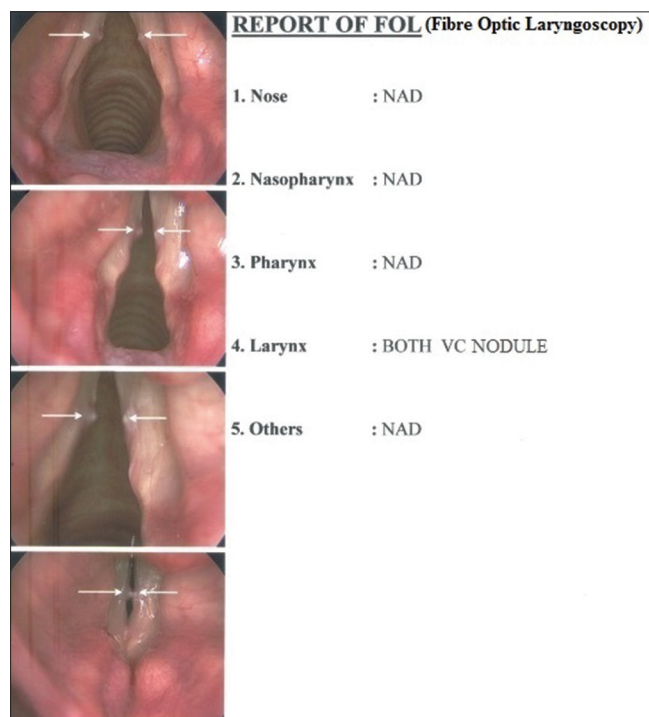 REPORT OF FOL (Fibre Optic Laryngoscopy)
1. Nose : NAD
2. Nasopharynx : NAD
3. Pharynx : NAD
4. Larynx : BOTH VC NODULE
5. Others : NAD